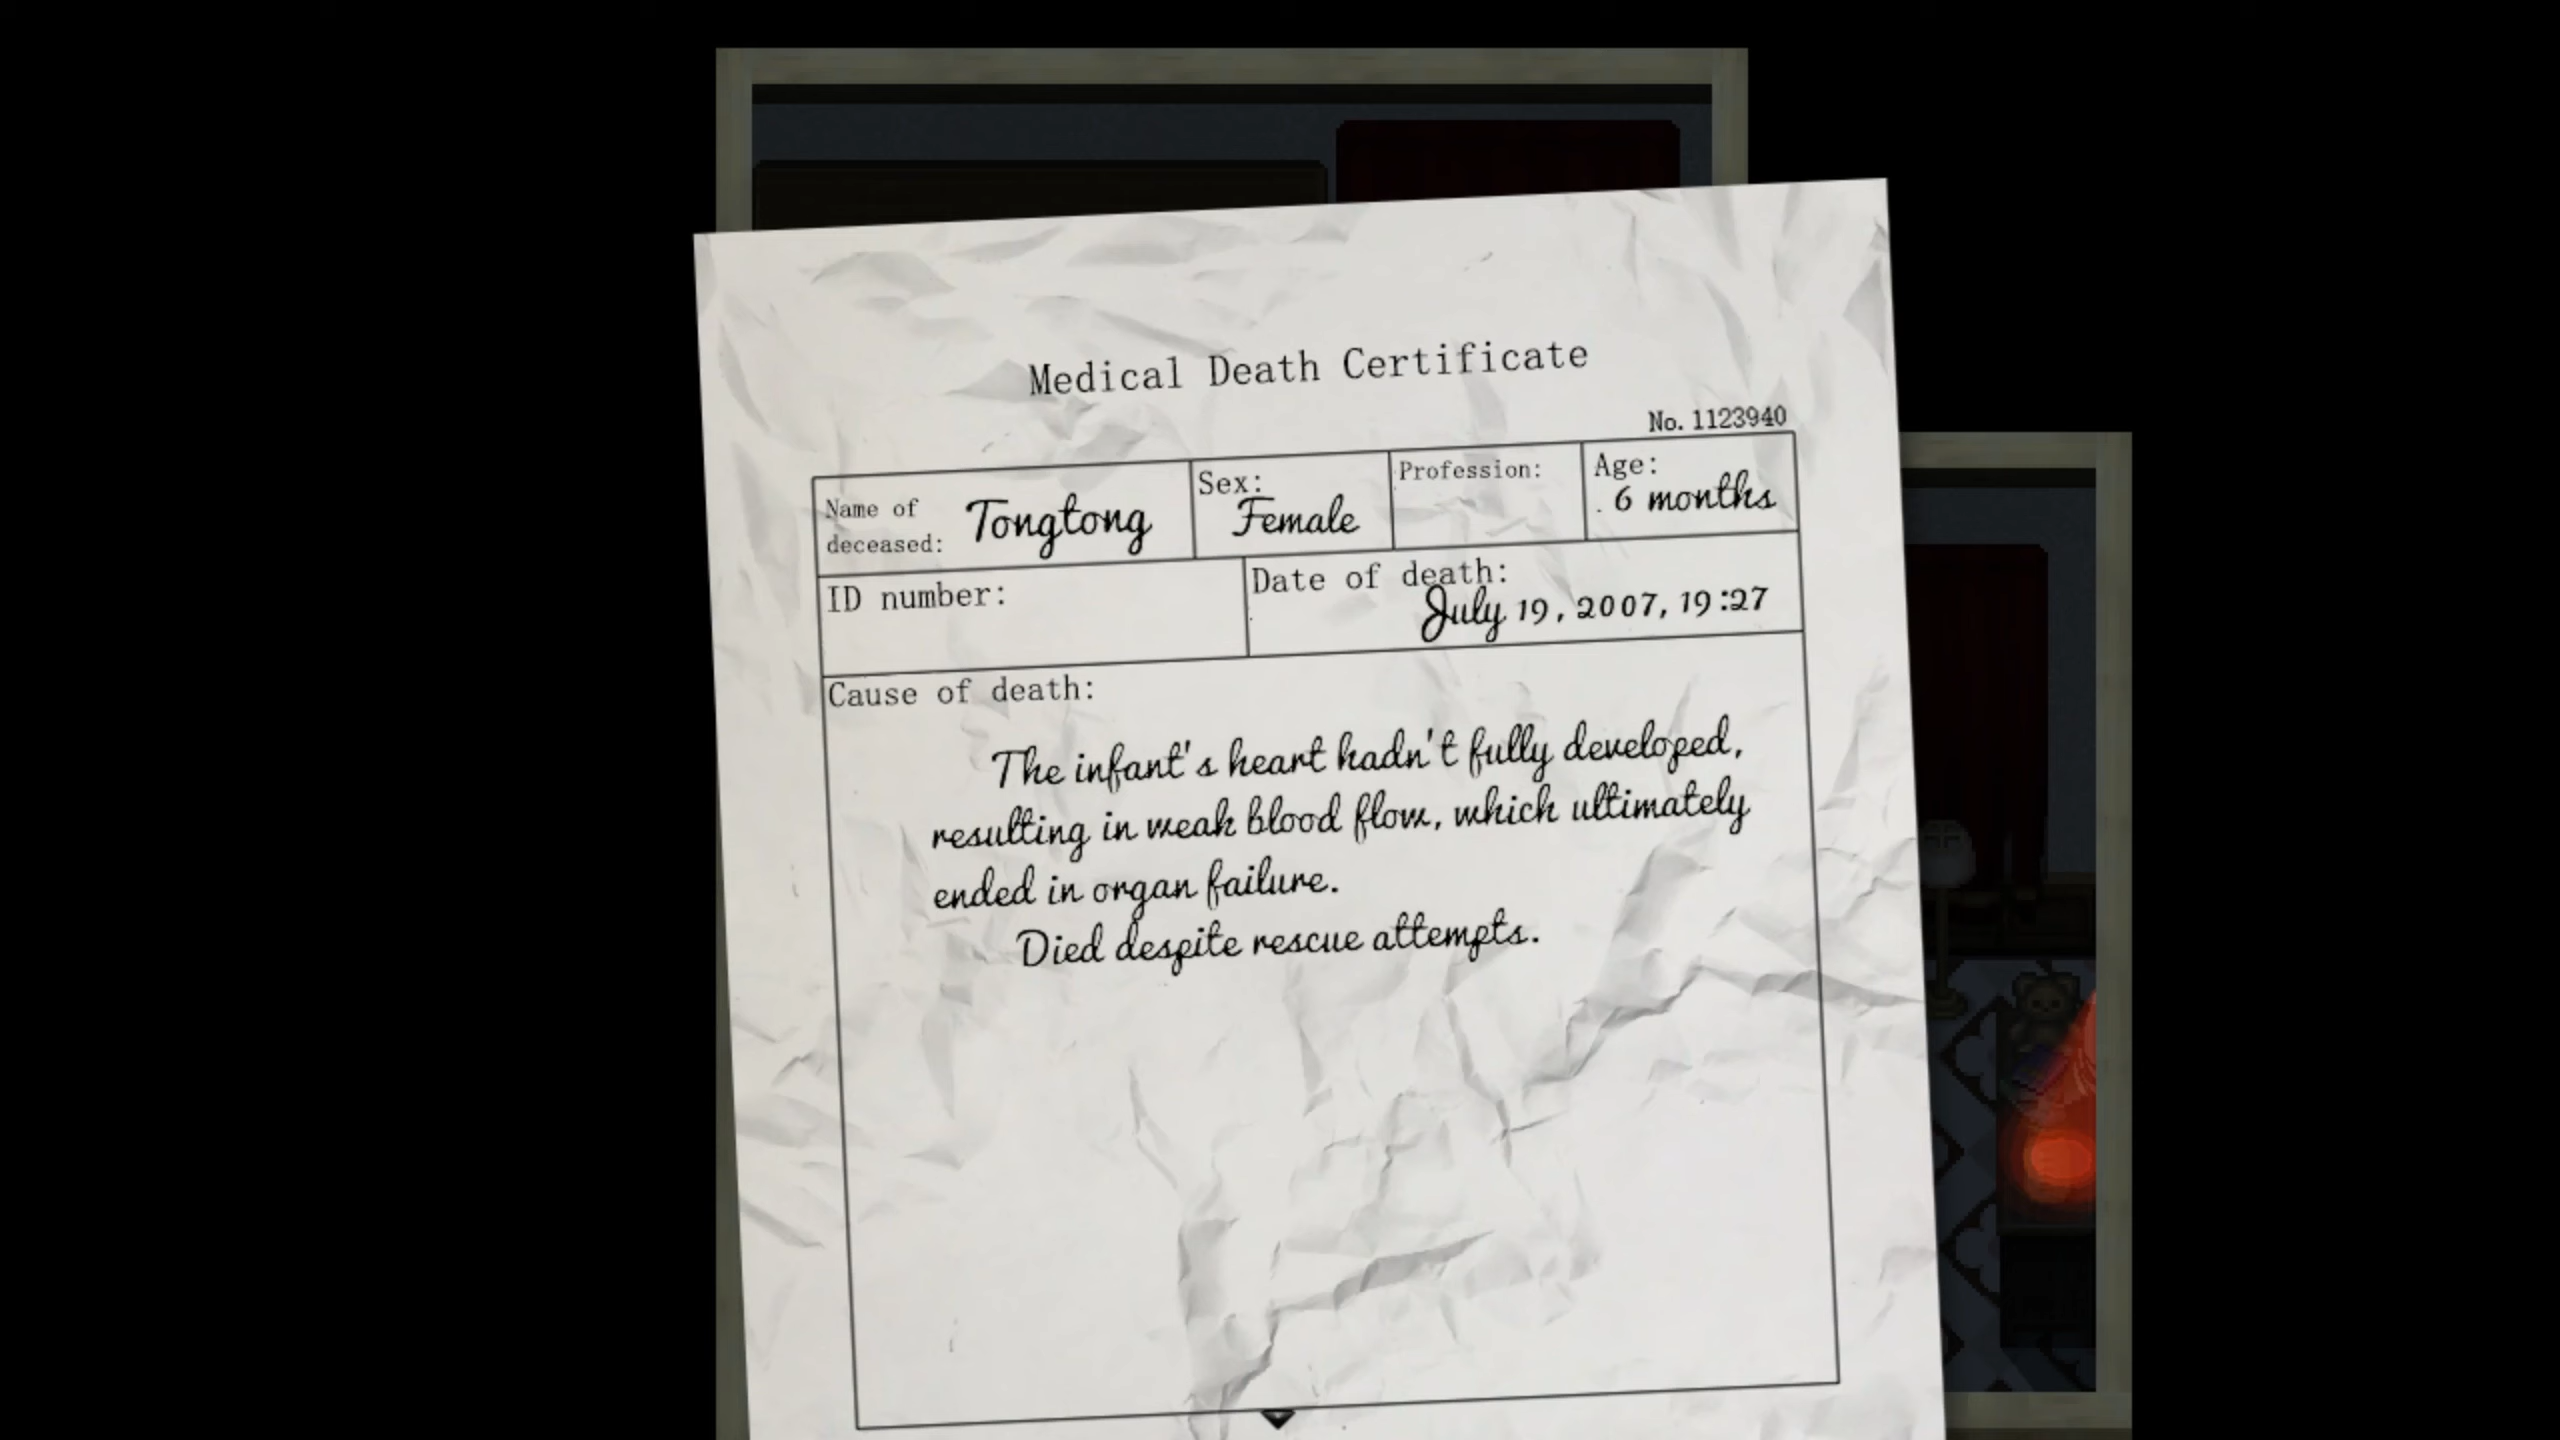 Medical Death Certificate
No. 1123940
Name of deceased: Tongtong
Sex: Female
Profession:
Age: 6 months
ID number:
Date of death: July 19, 2007, 19:27
Cause of death:
The infant's heart hadn't fully developed,
resulting in weak blood flow, which ultimately
ended in organ failure.
Died despite rescue attempts.